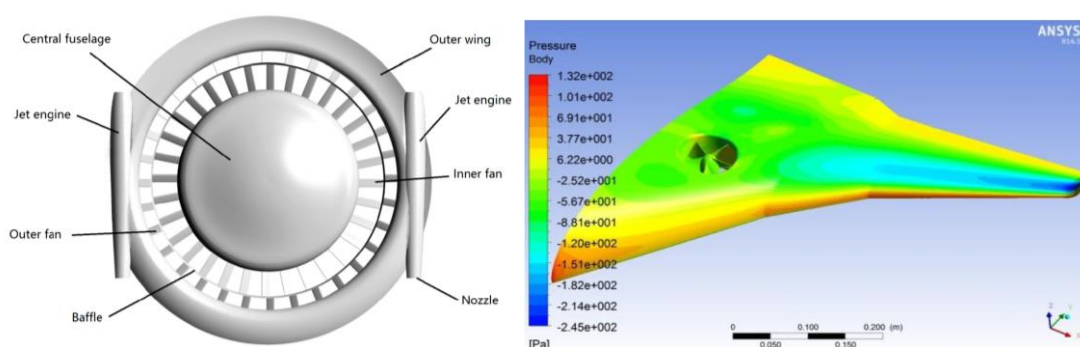 Central fuselage
Outer wing
Jet engine
Jet engine
Inner fan
Outer fan
Baffle
Nozzle
ANSYS
Pressure
Body
1.32e+002
1.01e+002
6.91e+001
3.77e+001
6.22e+000
-2.52e+001
-5.67e+001
-8.81e+001
-1.20e+002
-1.51e+002
-1.82e+002
-2.14e+002
-2.45e+002
[Pa]
0 0.100 0.200 (m)
0.050 0.150
Z